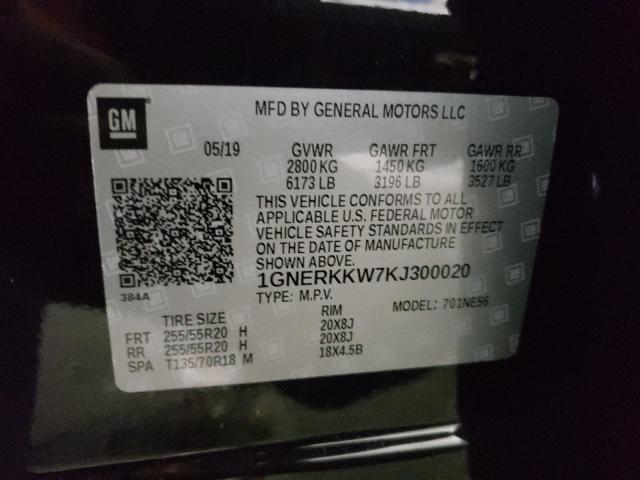 GM
MFD BY GENERAL MOTORS LLC
05/19 GVWR GAWR FRT GAWR RR
2800 KG 1450 KG 1600 KG
6173 LB 3196 LB 3527 LB
THIS VEHICLE CONFORMS TO ALL
APPLICABLE U.S. FEDERAL MOTOR
VEHICLE SAFETY STANDARDS IN EFFECT
ON THE DATE OF MANUFACTURE
SHOWN ABOVE.
1GNERKKW7KJ300020
384A
TYPE: M.P.V. MODEL: 701NE56
TIRE SIZE RIM
FRT 255/55R20 H 20X8J
RR 255/55R20 H 20X8J
SPA T135/70R18 M 18X4.5B